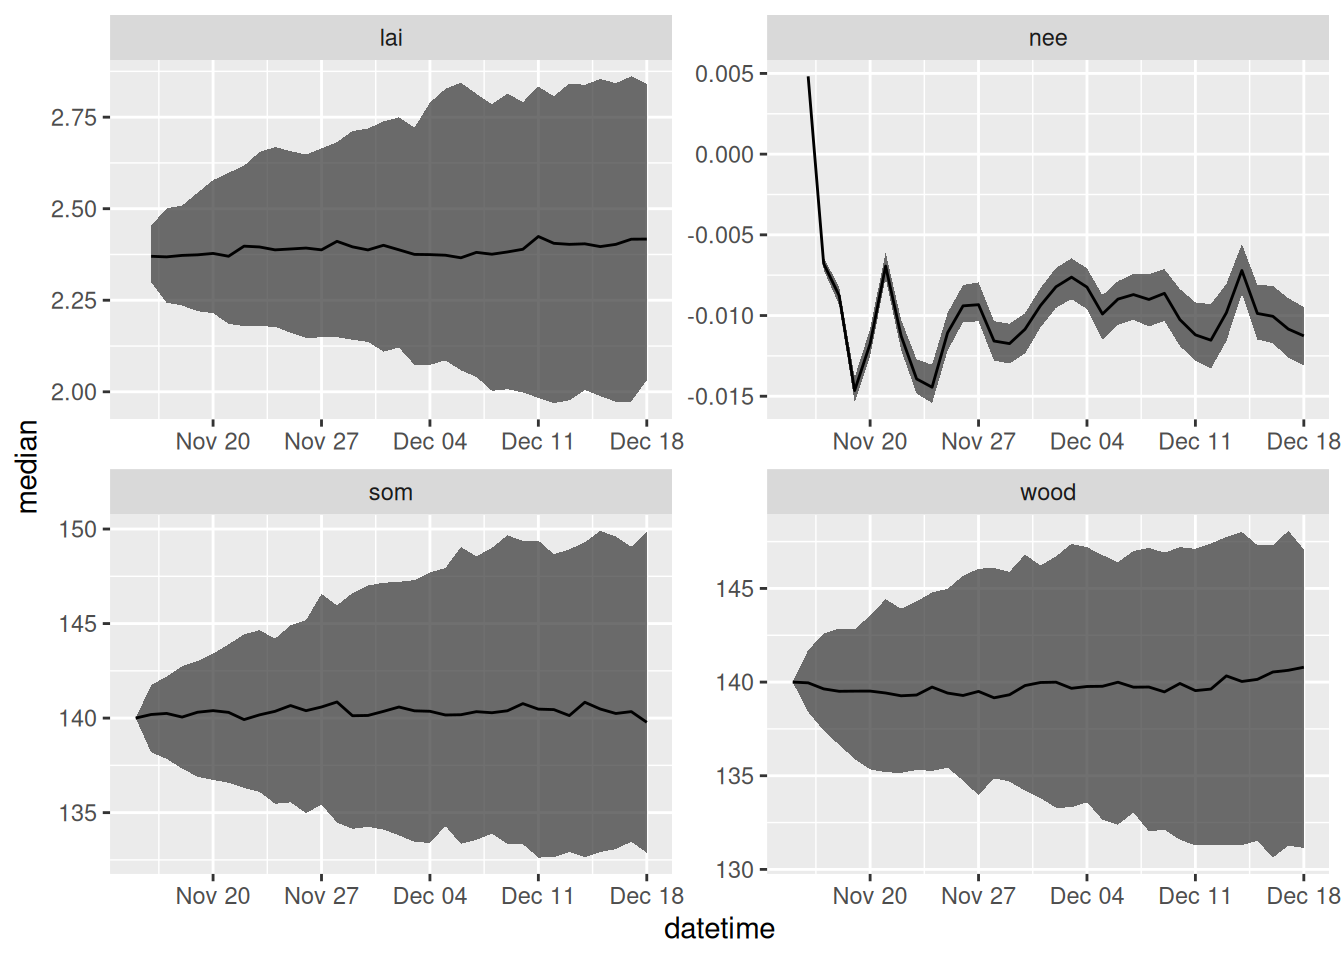 lai
nee
2.75
2.50
2.25
2.00
0.005
0.000
-0.005
-0.010
-0.015
Nov 20 Nov 27 Dec 04 Dec 11 Dec 18
Nov 20 Nov 27 Dec 04 Dec 11 Dec 18
median
som
wood
150
145
140
135
145
140
135
130
Nov 20 Nov 27 Dec 04 Dec 11 Dec 18
Nov 20 Nov 27 Dec 04 Dec 11 Dec 18
datetime